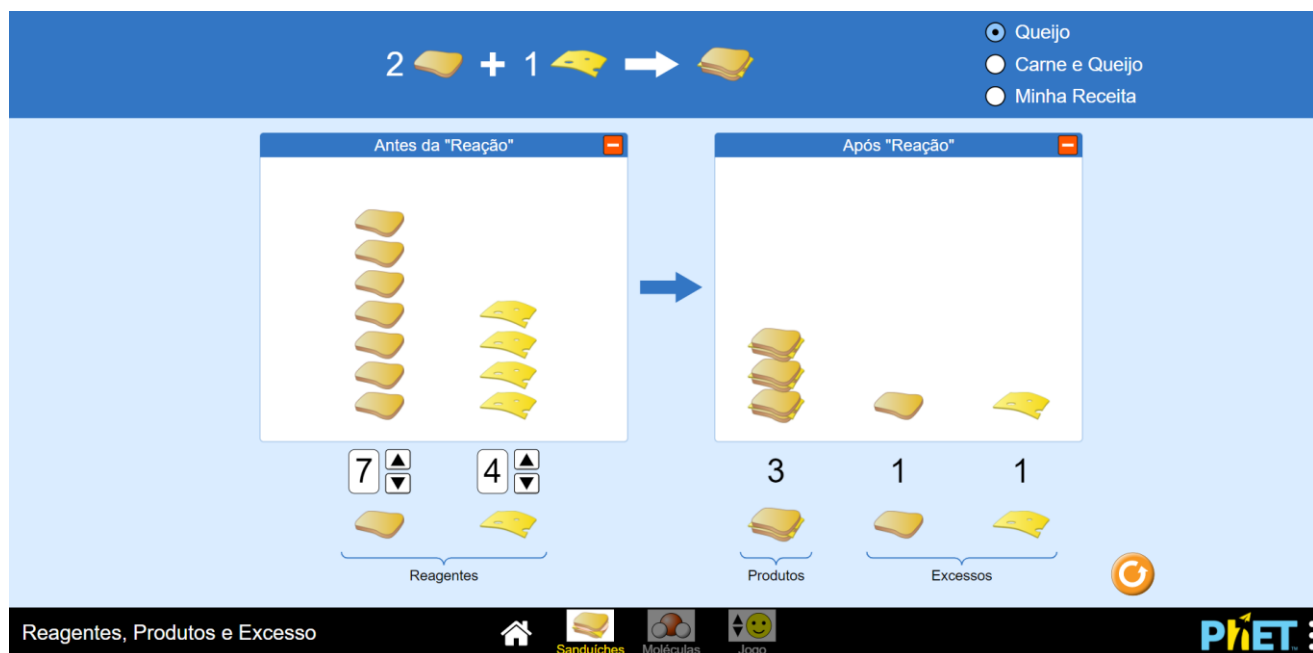 2 + 1
Queijo
Carne e Queijo
Minha Receita
Antes da "Reação"
Após "Reação"
7 4
3 1 1
Reagentes
Produtos
Excessos
Reagentes, Produtos e Excesso
Sanduíches
Moléculas
Jogo
PhET